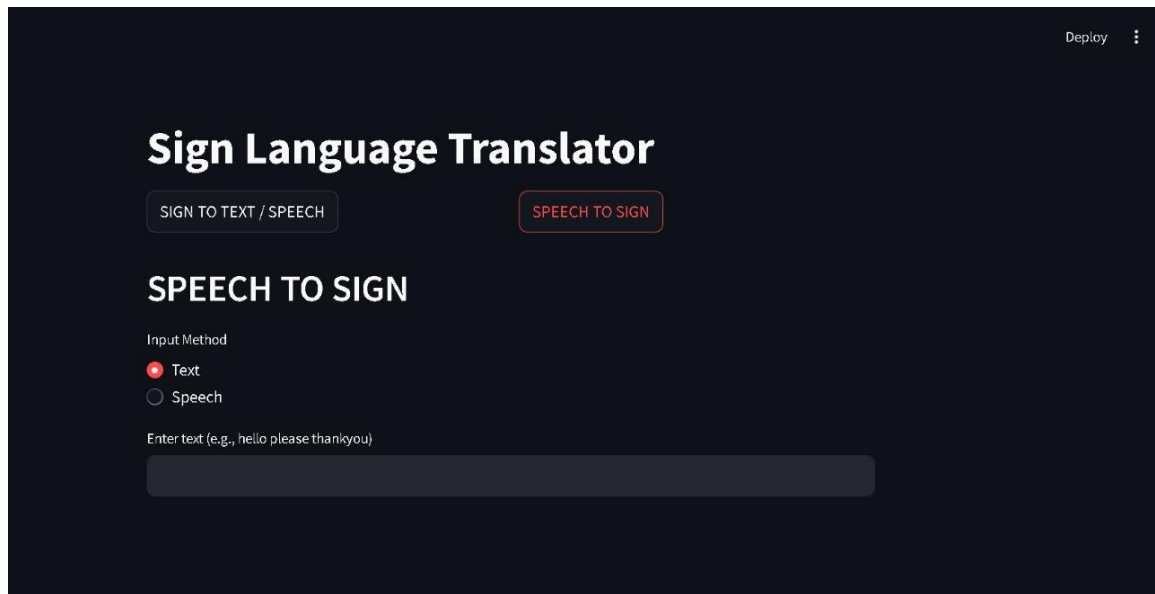 Deploy
Sign Language Translator
SIGN TO TEXT / SPEECH
SPEECH TO SIGN
SPEECH TO SIGN
Input Method
Text
Speech
Enter text (e.g., hello please thankyou)